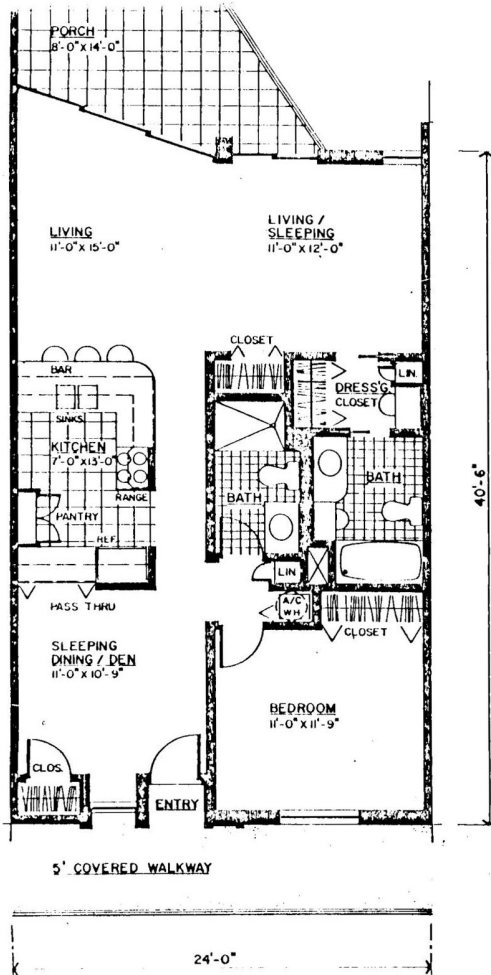 PORCH
8'-0" X 14'-0"
LIVING
11'-0" X 15'-0"
LIVING /
SLEEPING
11'-0" X 12'-0"
CLOSET
BAR
DRESS'G
CLOSET
LIN.
SINKS
KITCHEN
7'-0" X 13'-0"
RANGE
BATH
BATH
PANTRY
REF.
LIN
PASS THRU
A/C
WH
CLOSET
SLEEPING
DINING / DEN
11'-0" X 10'-9"
BEDROOM
11'-0" X 11'-9"
CLOS.
ENTRY
40'-6"
5' COVERED WALKWAY
24'-0"